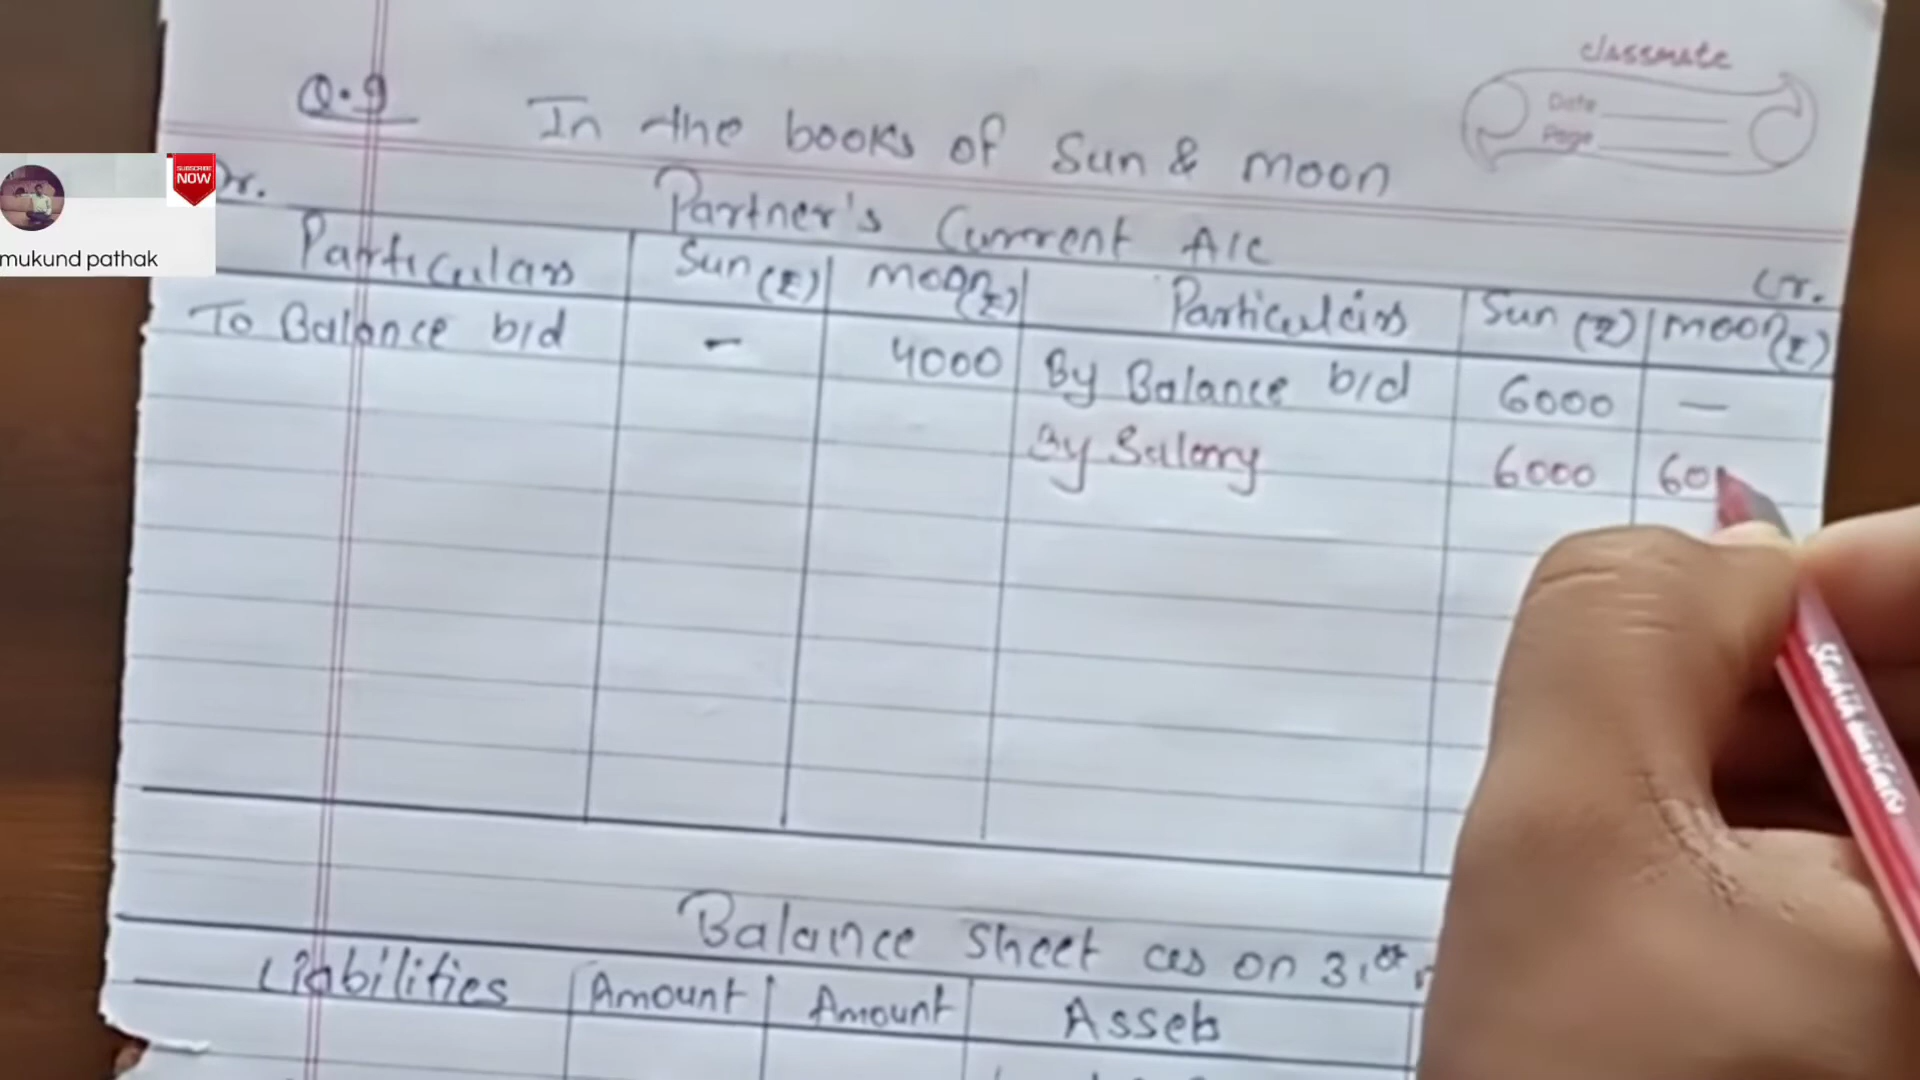 classmate
Date
Page
Q.9 In the books of Sun & Moon
SUBSCRIBE NOW
mukund pathak
Dr. Partner's Current A/c Cr.
Particulars Sun (₹) Moon (₹) Particulars Sun (₹) Moon (₹)
To Balance b/d - 4000 By Balance b/d 6000 —
By Salary 6000 60
Balance Sheet as on 31st
Liabilities Amount Amount Assets